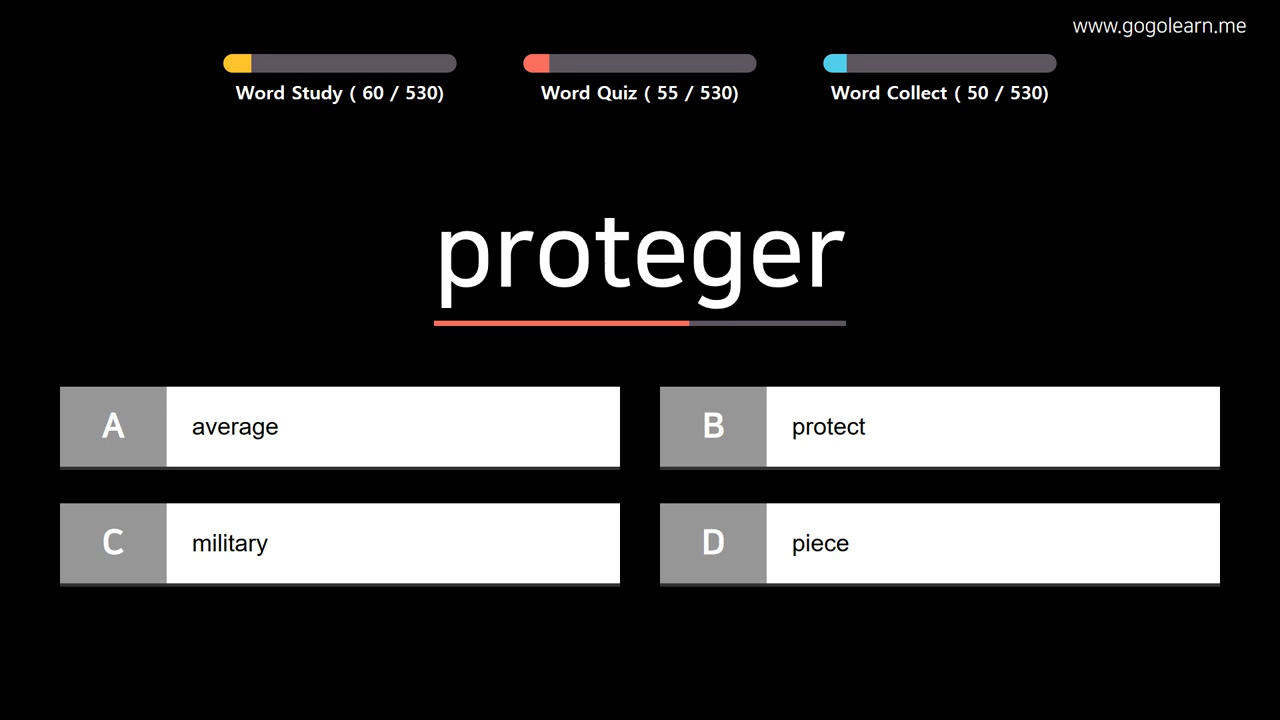 www.gogolearn.me
Word Study ( 60 / 530)
Word Quiz ( 55 / 530)
Word Collect ( 50 / 530)
proteger
A average
B protect
C military
D piece